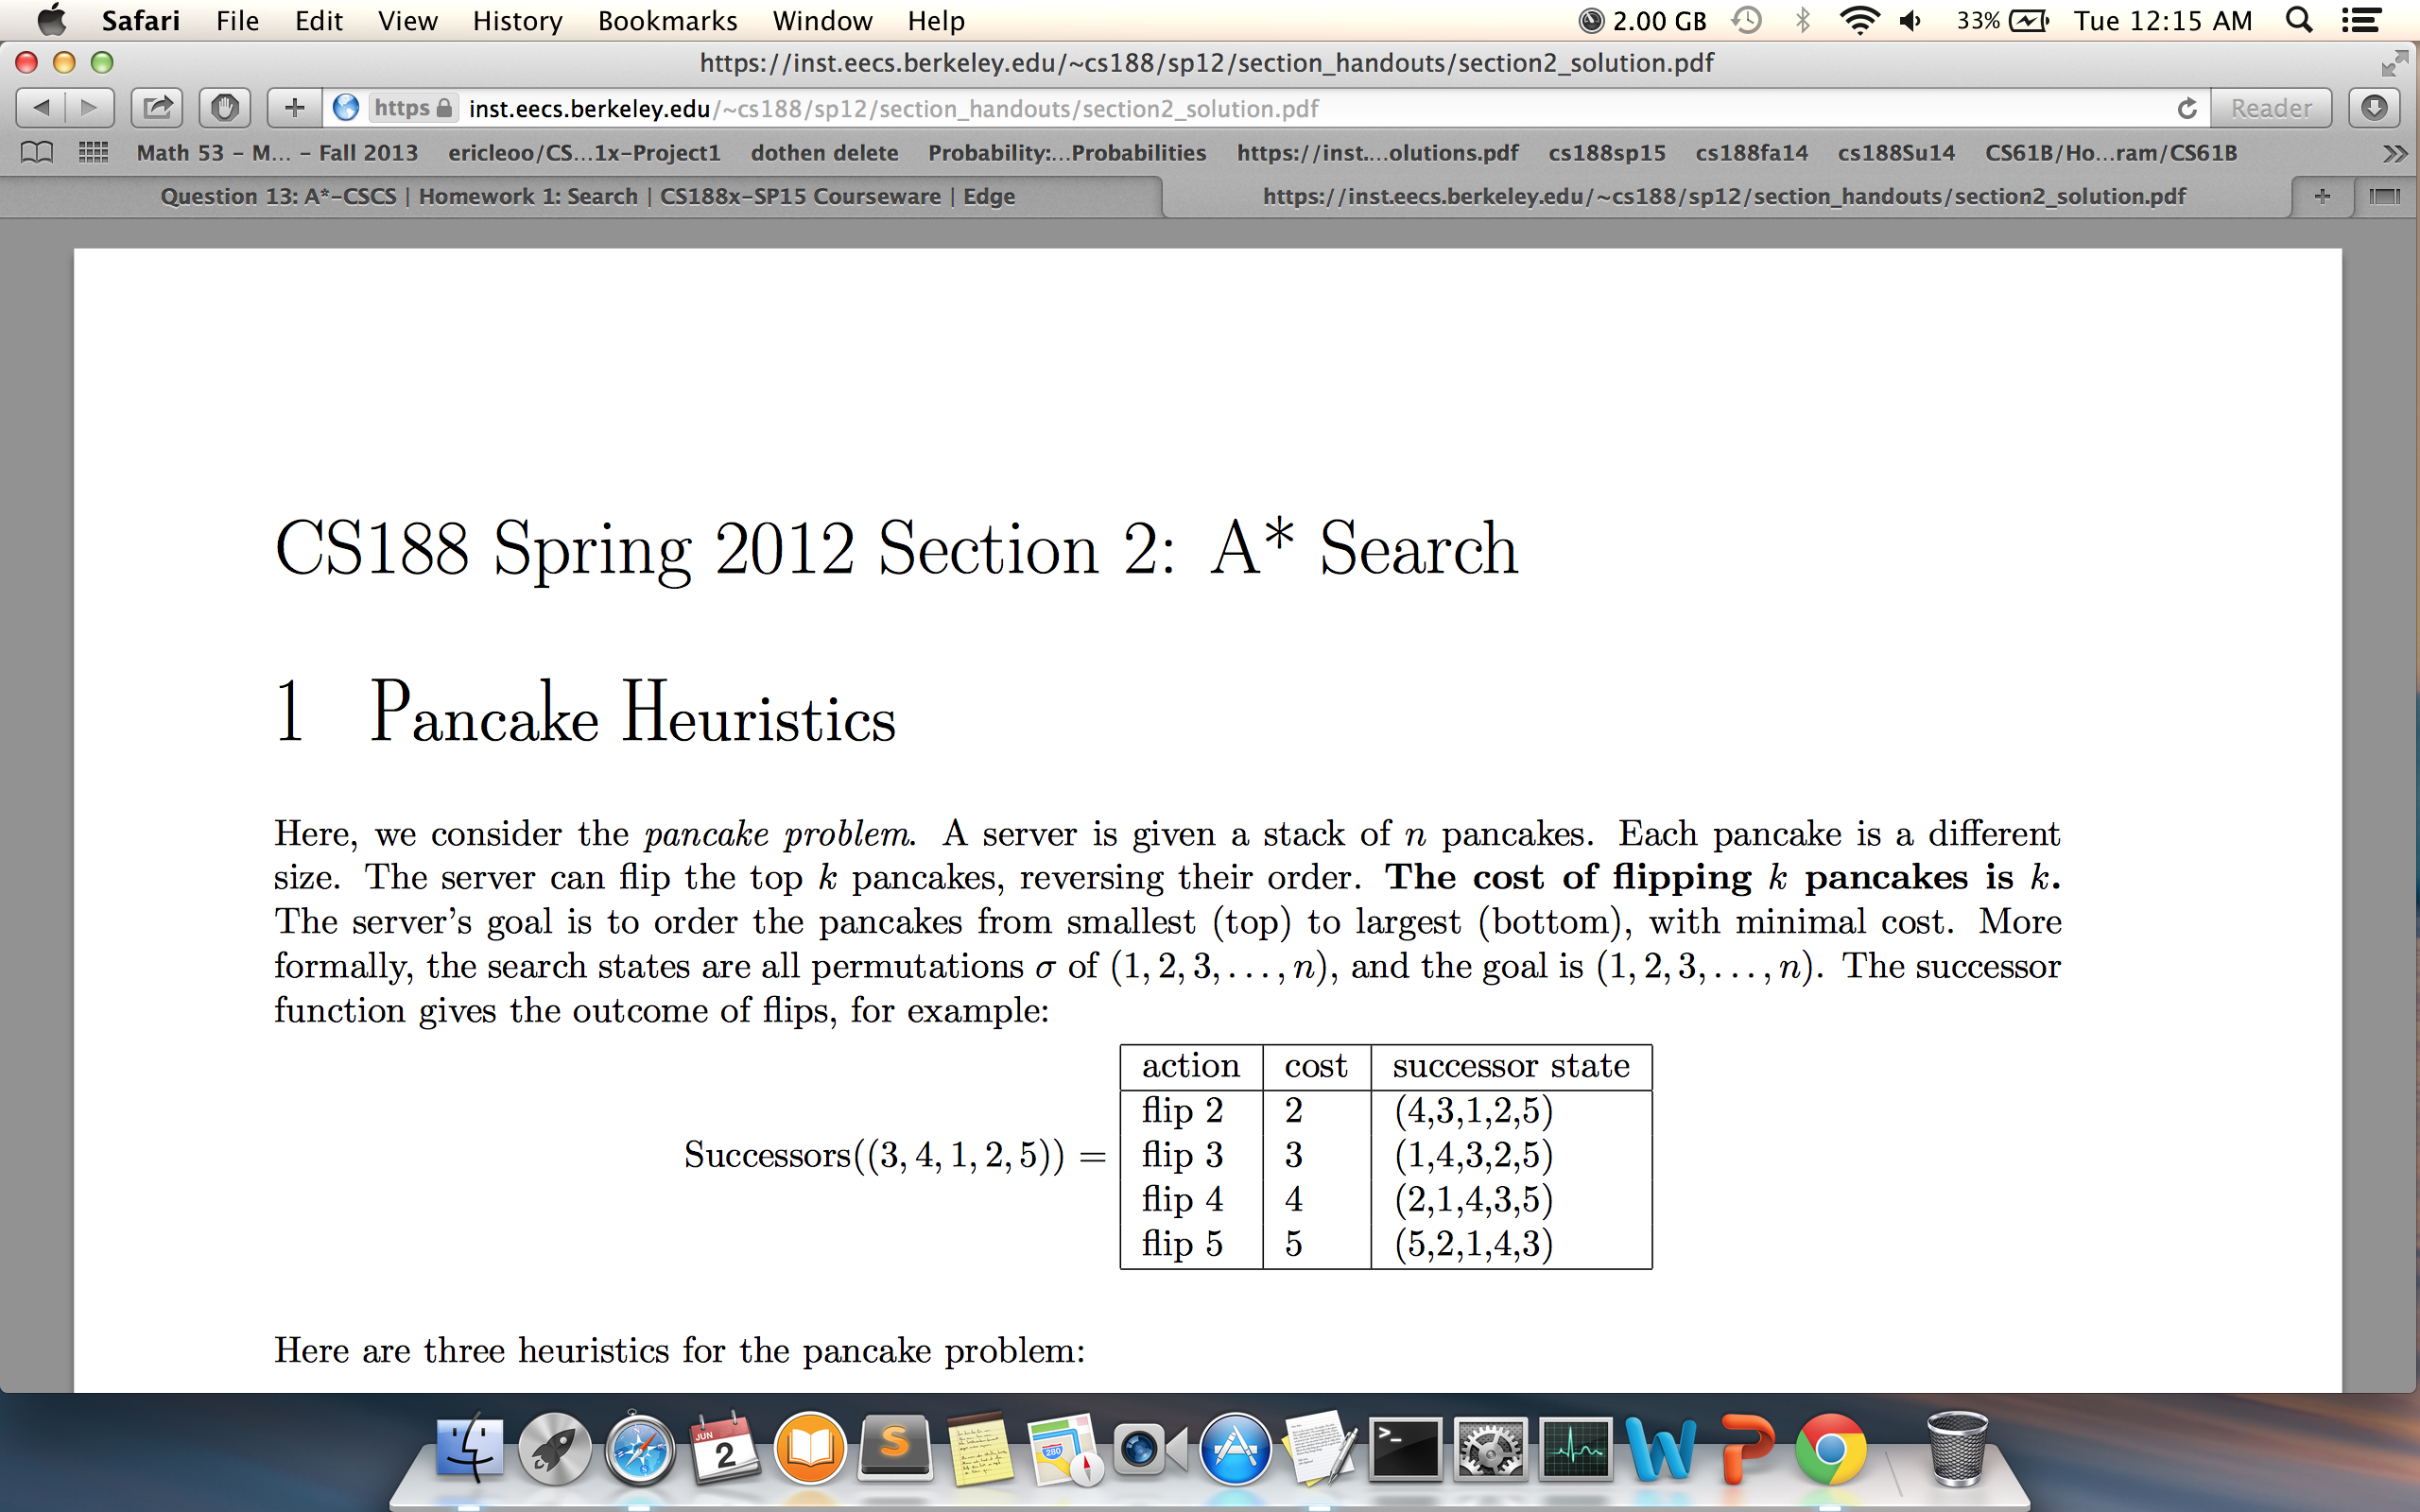 Safari File Edit View History Bookmarks Window Help 2.00 GB 33% Tue 12:15 AM
https://inst.eecs.berkeley.edu/~cs188/sp12/section_handouts/section2_solution.pdf
https inst.eecs.berkeley.edu/~cs188/sp12/section_handouts/section2_solution.pdf Reader
Math 53 – M... – Fall 2013 ericleoo/CS...1x-Project1 dothen delete Probability:...Probabilities https://inst....olutions.pdf cs188sp15 cs188fa14 cs188Su14 CS61B/Ho...ram/CS61B
Question 13: A*-CSCS | Homework 1: Search | CS188x-SP15 Courseware | Edge https://inst.eecs.berkeley.edu/~cs188/sp12/section_handouts/section2_solution.pdf
CS188 Spring 2012 Section 2: A* Search
1 Pancake Heuristics
Here, we consider the pancake problem. A server is given a stack of n pancakes. Each pancake is a different
size. The server can flip the top k pancakes, reversing their order. The cost of flipping k pancakes is k.
The server's goal is to order the pancakes from smallest (top) to largest (bottom), with minimal cost. More
formally, the search states are all permutations σ of (1, 2, 3, . . . , n), and the goal is (1, 2, 3, . . . , n). The successor
function gives the outcome of flips, for example:
action cost successor state
flip 2 2 (4,3,1,2,5)
Successors((3, 4, 1, 2, 5)) = flip 3 3 (1,4,3,2,5)
flip 4 4 (2,1,4,3,5)
flip 5 5 (5,2,1,4,3)
Here are three heuristics for the pancake problem:
JUN
2
280